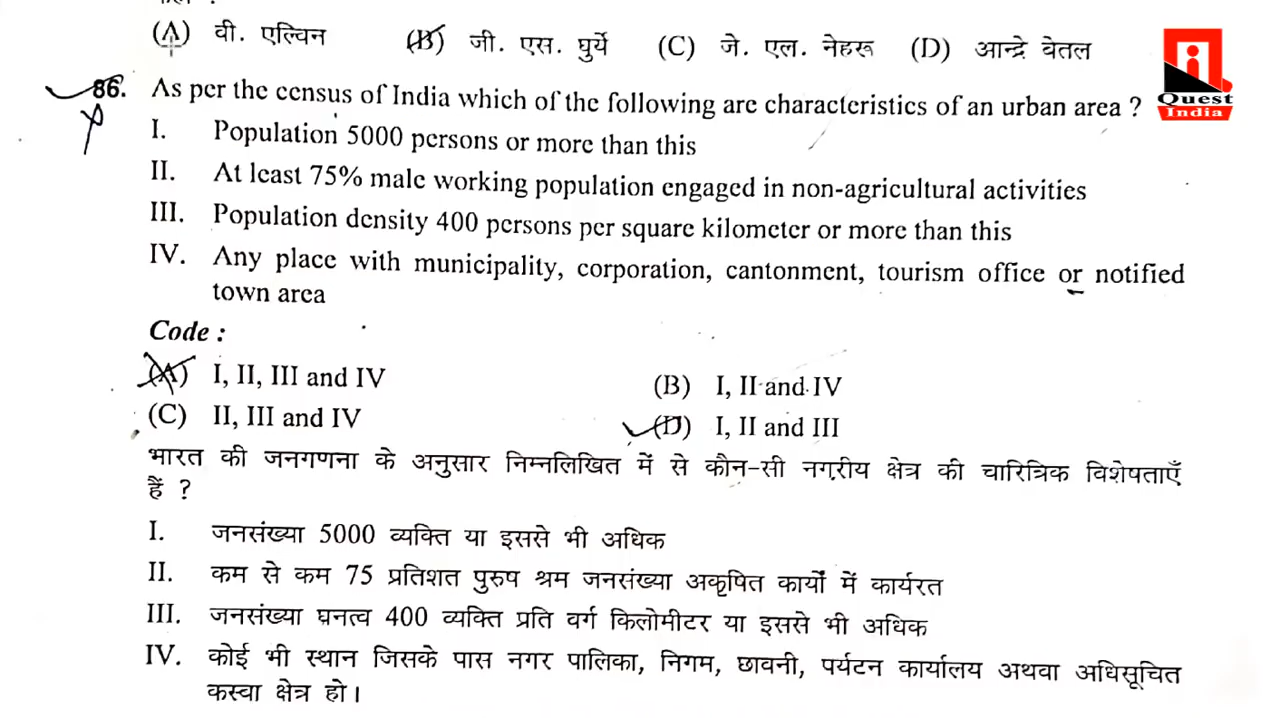 (A) वी. एल्विन (B) जी. एस. घुर्ये (C) जे. एल. नेहरू (D) आन्द्रे वेतल
Quest
India
86. As per the census of India which of the following are characteristics of an urban area ?
I. Population 5000 persons or more than this
II. At least 75% male working population engaged in non-agricultural activities
III. Population density 400 persons per square kilometer or more than this
IV. Any place with municipality, corporation, cantonment, tourism office or notified
town area
Code :
(A) I, II, III and IV (B) I, II and IV
(C) II, III and IV (D) I, II and III
भारत की जनगणना के अनुसार निम्नलिखित में से कौन-सी नगरीय क्षेत्र की चारित्रिक विशेषताएँ
हैं ?
I. जनसंख्या 5000 व्यक्ति या इससे भी अधिक
II. कम से कम 75 प्रतिशत पुरुष श्रम जनसंख्या अकृषित कार्यों में कार्यरत
III. जनसंख्या घनत्व 400 व्यक्ति प्रति वर्ग किलोमीटर या इससे भी अधिक
IV. कोई भी स्थान जिसके पास नगर पालिका, निगम, छावनी, पर्यटन कार्यालय अथवा अधिसूचित
कस्वा क्षेत्र हो।